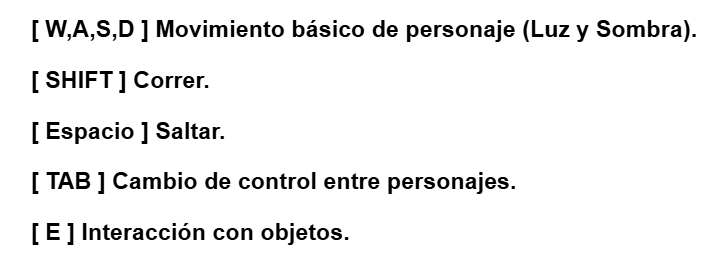 [ W,A,S,D ] Movimiento básico de personaje (Luz y Sombra).
[ SHIFT ] Correr.
[ Espacio ] Saltar.
[ TAB ] Cambio de control entre personajes.
[ E ] Interacción con objetos.